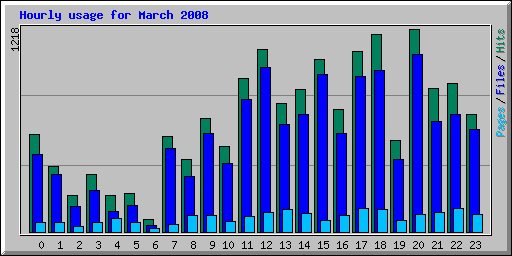 Hourly usage for March 2008
1218
Pages/Files/Hits
0 1 2 3 4 5 6 7 8 9 10 11 12 13 14 15 16 17 18 19 20 21 22 23